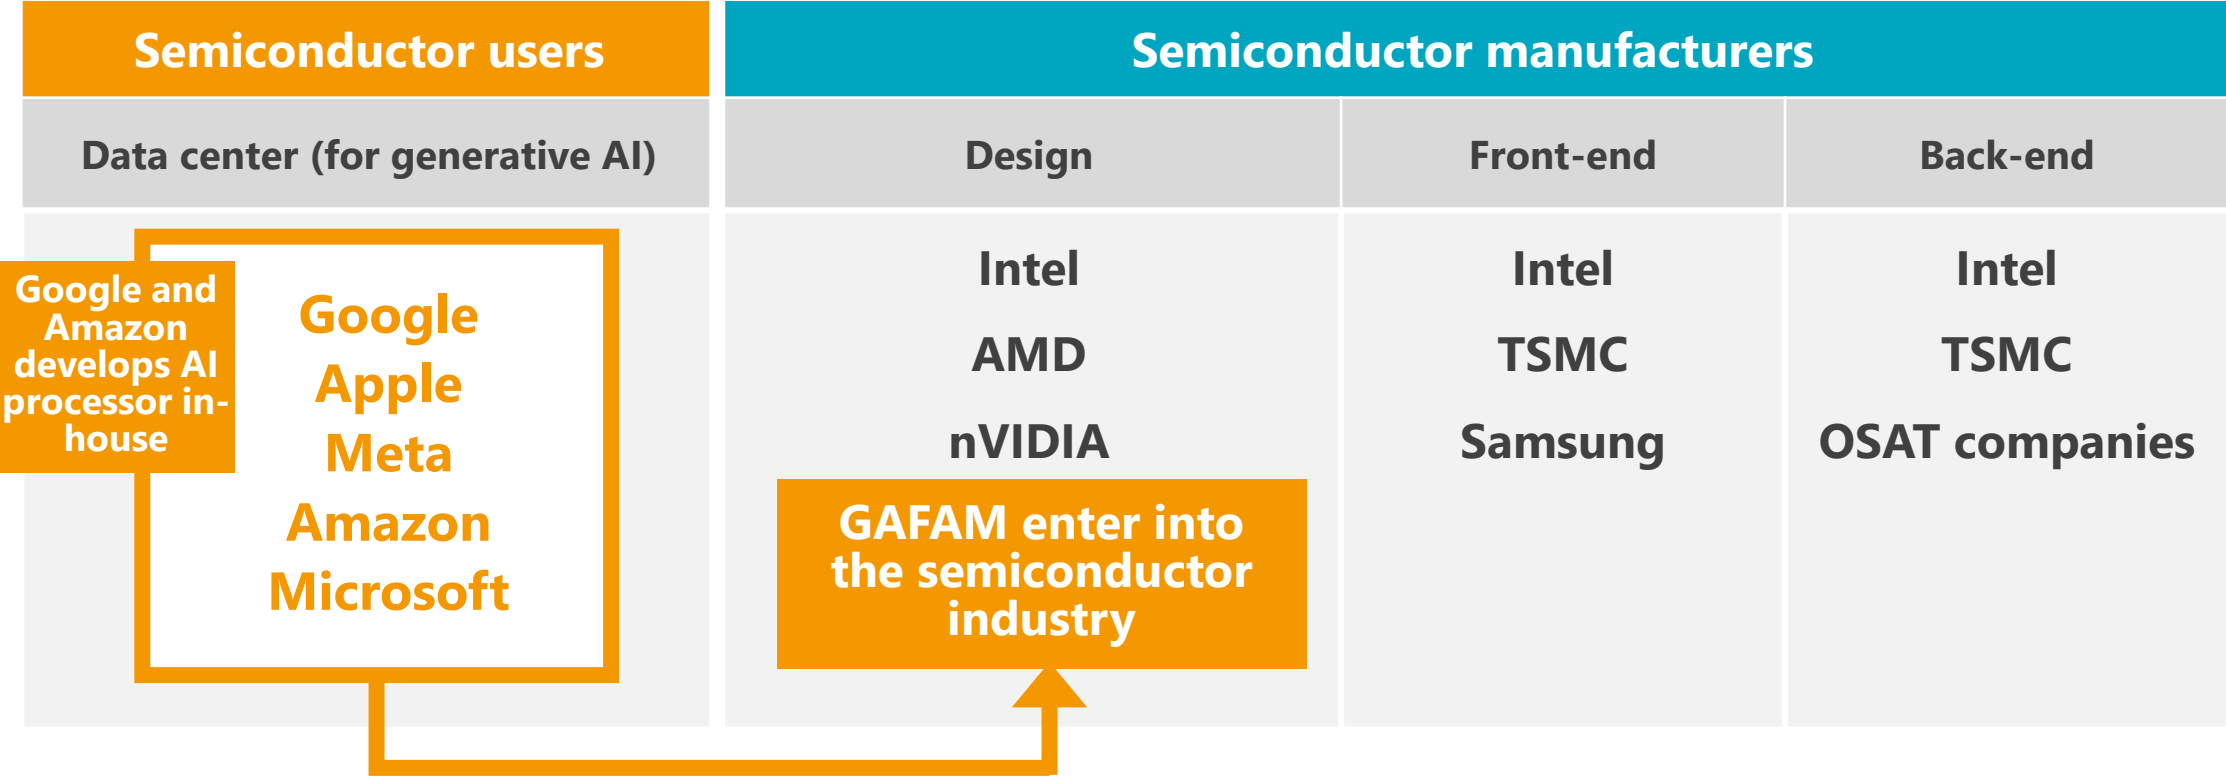 Semiconductor users
Semiconductor manufacturers
Data center (for generative AI)
Design
Front-end
Back-end
Google and
Amazon
develops AI
processor in-
house
Google
Apple
Meta
Amazon
Microsoft
Intel
AMD
nVIDIA
GAFAM enter into
the semiconductor
industry
Intel
TSMC
Samsung
Intel
TSMC
OSAT companies